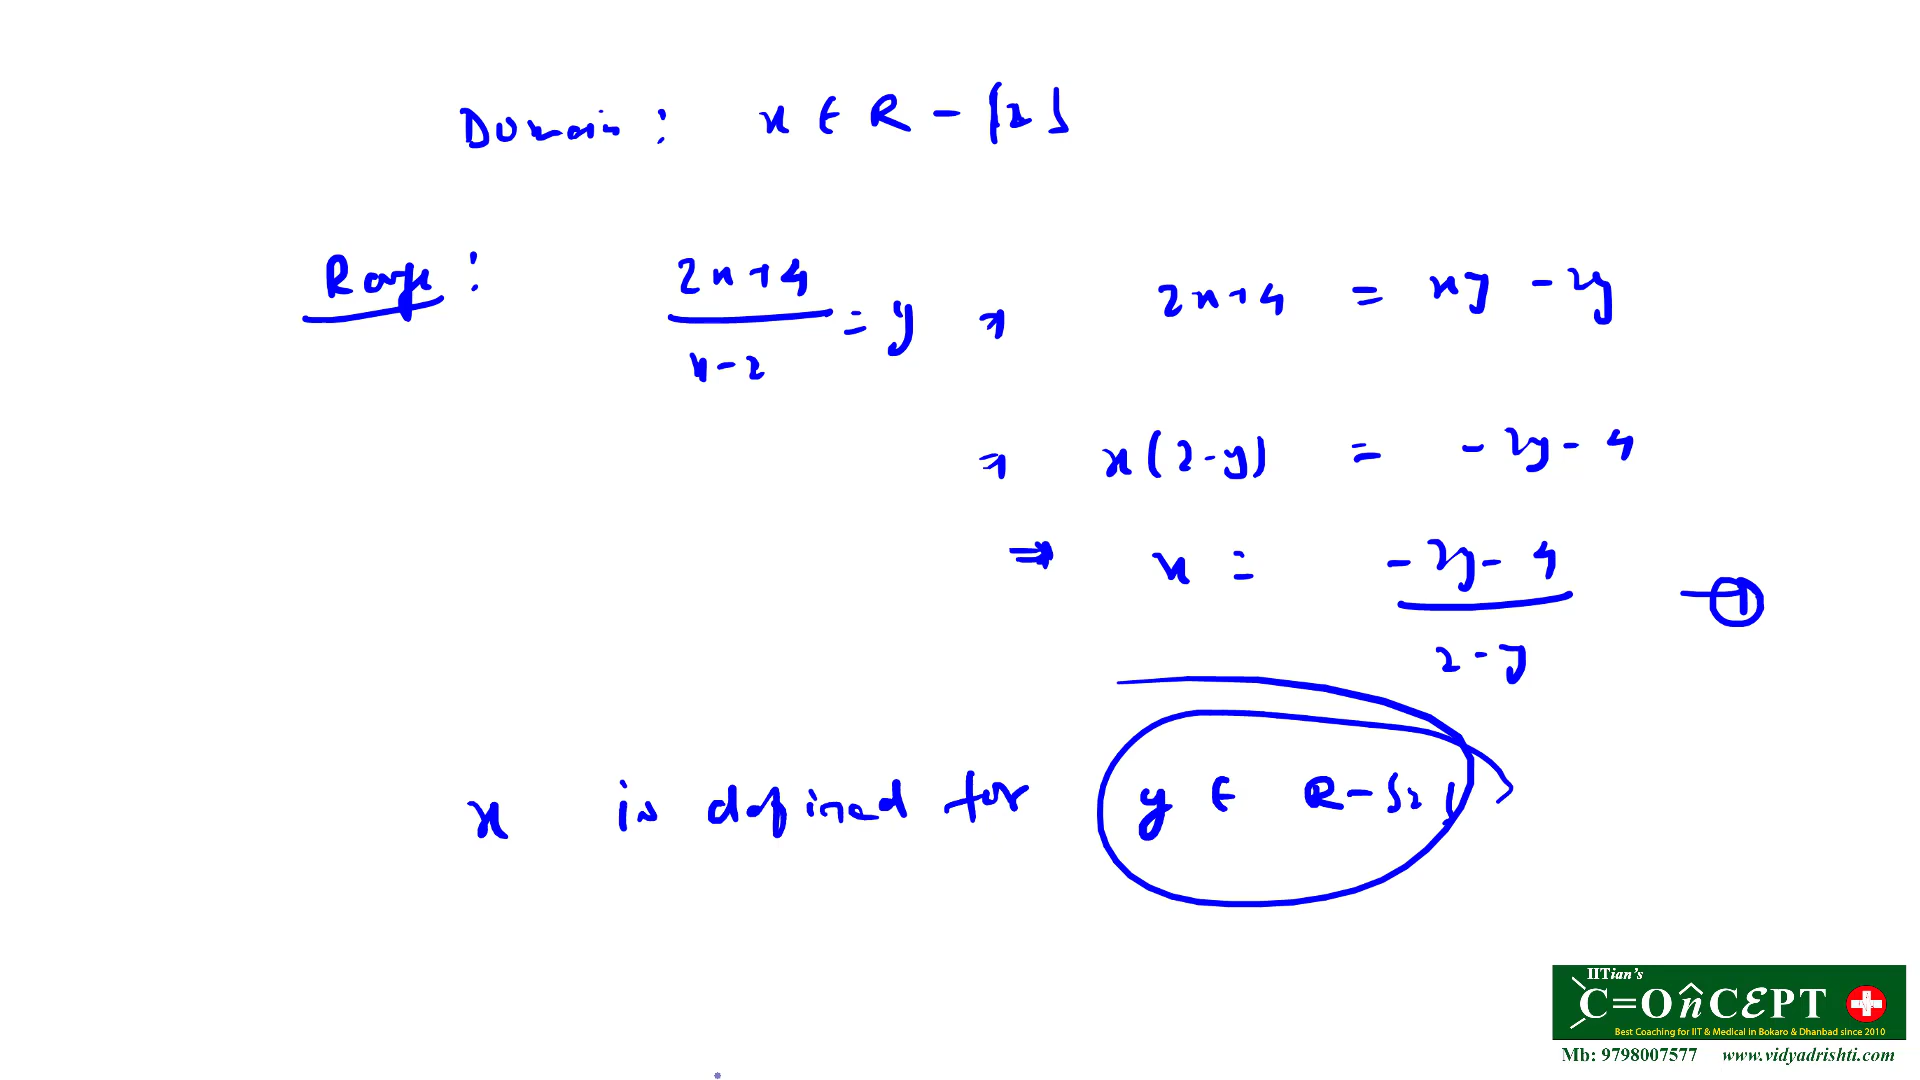 Domain : x ∈ R - {2}
Range : (2x+4)/(x-2) = y ⇒ 2x+4 = xy - 2y
⇒ x(2-y) = -2y - 4
⇒ x = (-2y - 4)/(2-y) —①
x is defined for y ∈ R-{2}
IITian's
C=OnCEPT
Best Coaching for IIT & Medical in Bokaro & Dhanbad since 2010
Mb: 9798007577 www.vidyadrishti.com